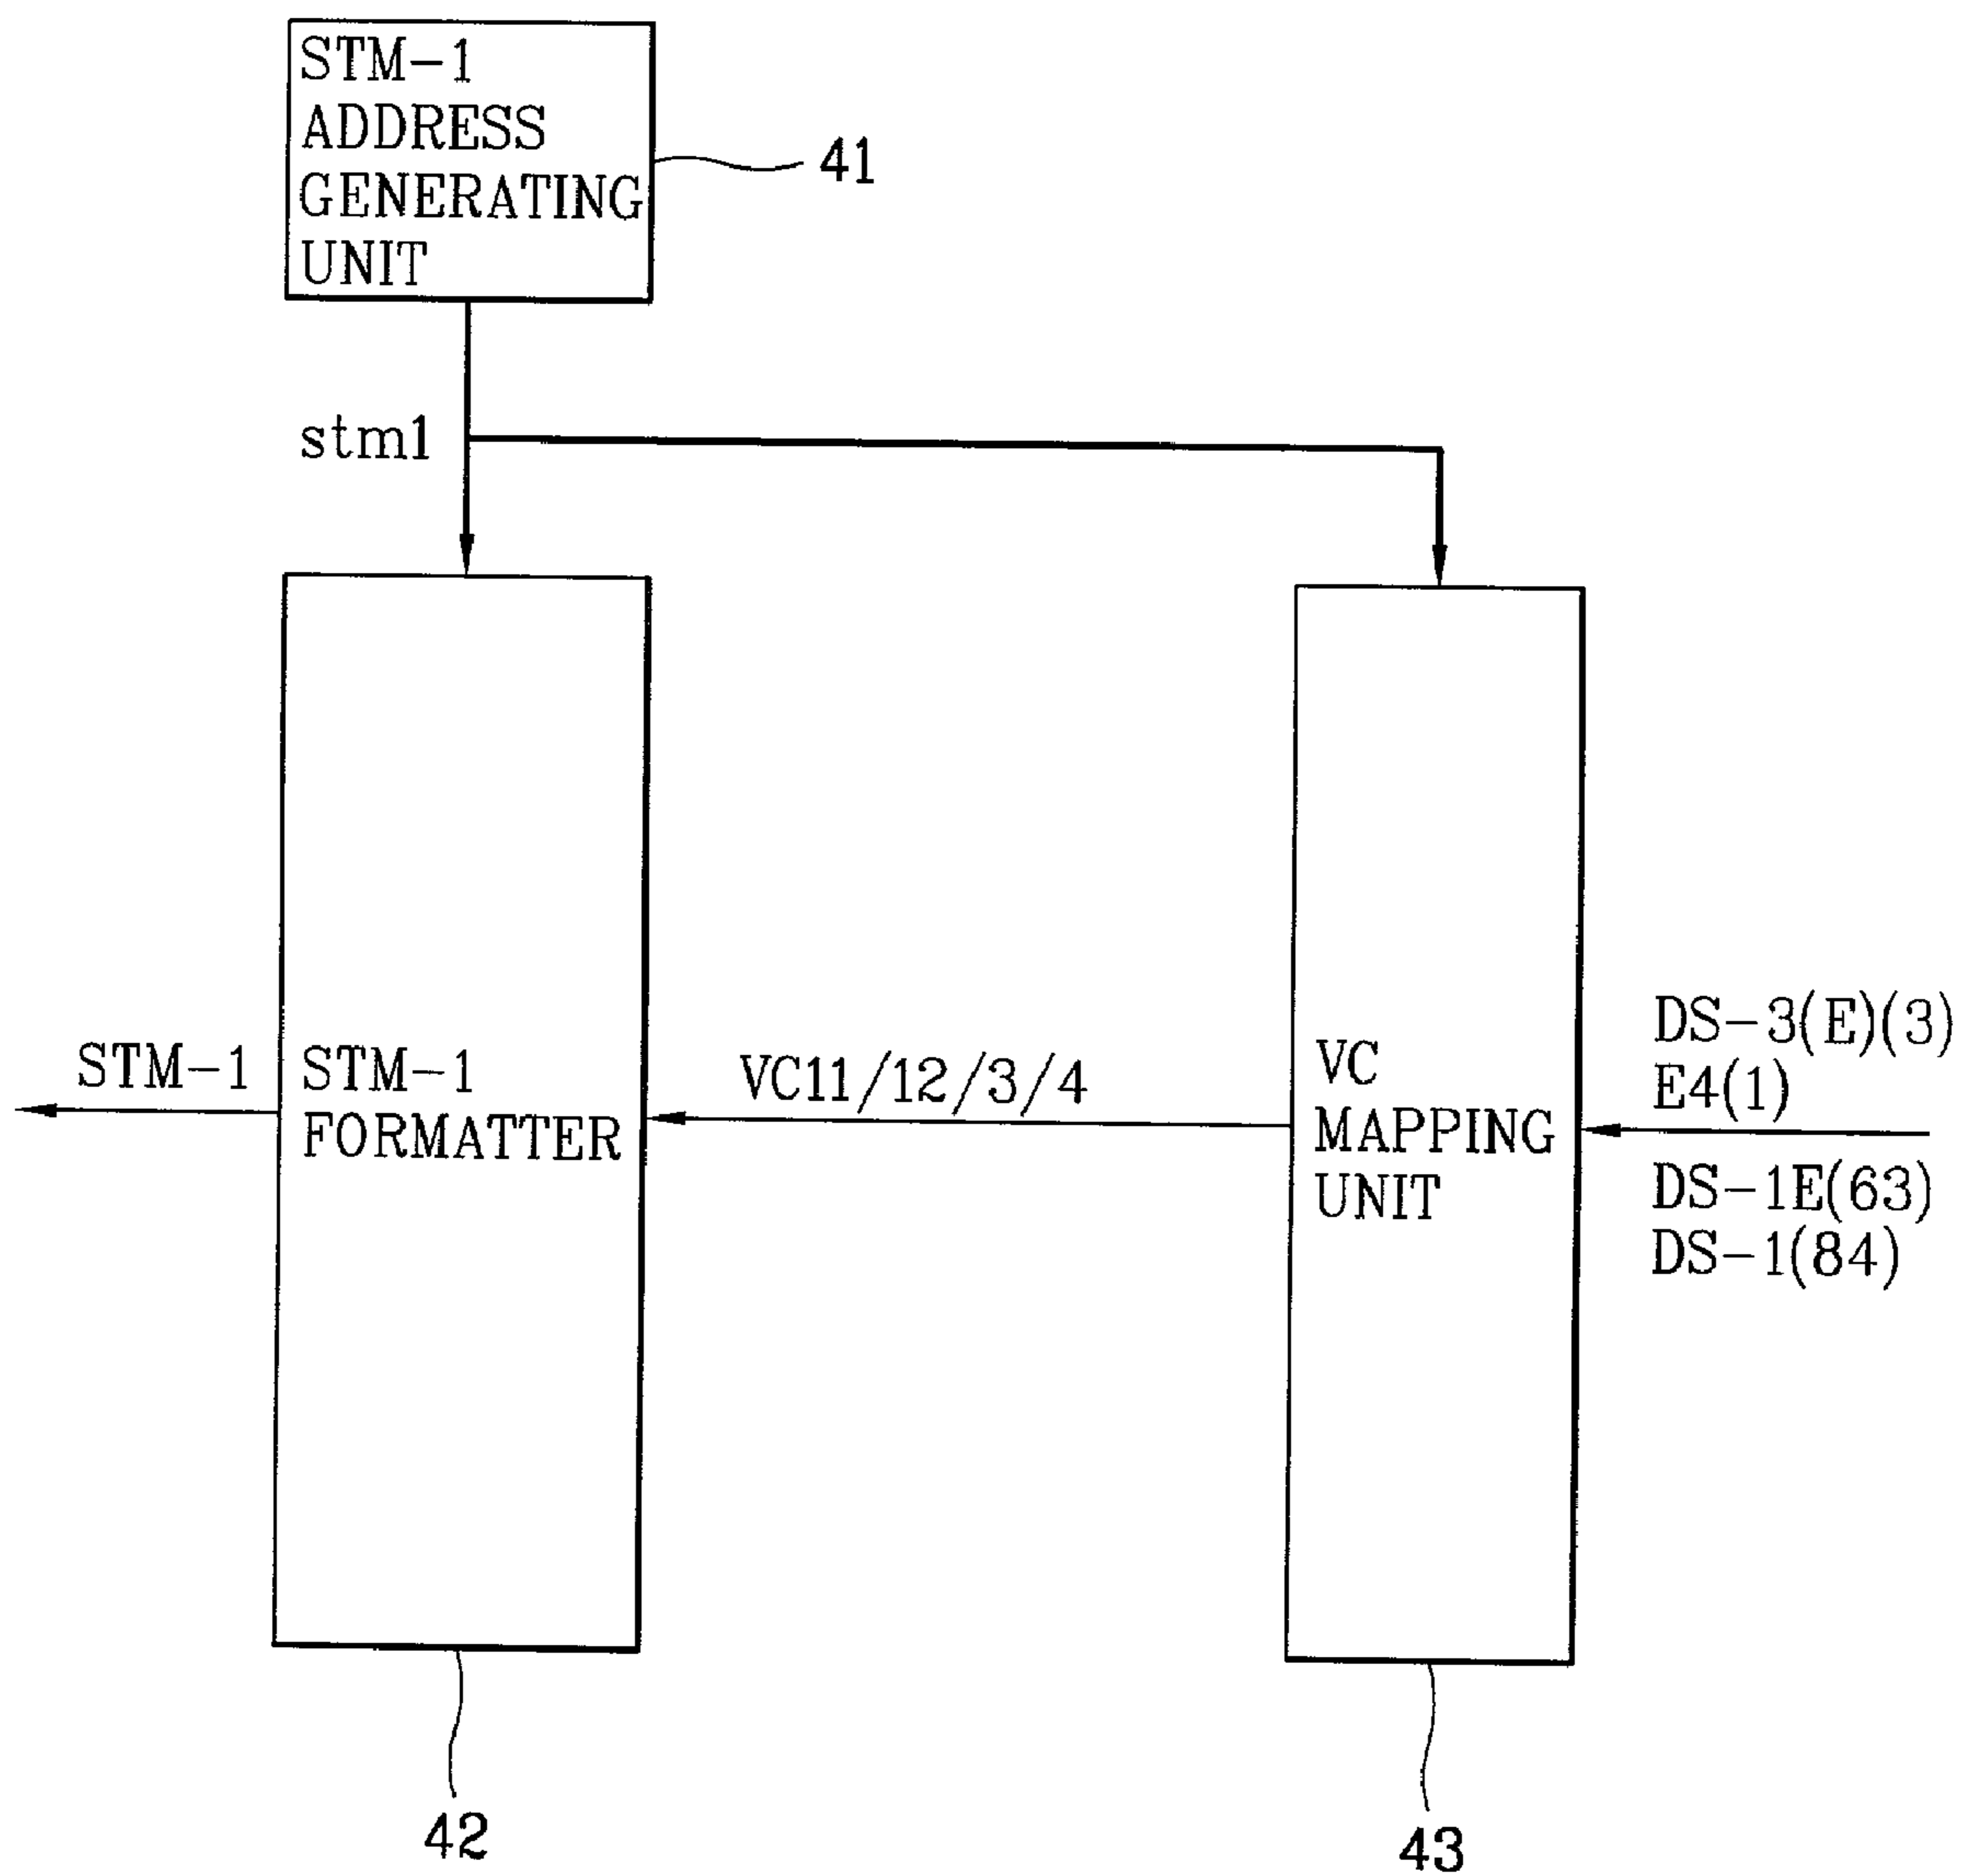 STM-1
ADDRESS
GENERATING
UNIT
41
stm1
STM-1
STM-1
FORMATTER
VC11/12/3/4
VC
MAPPING
UNIT
DS-3(E)(3)
E4(1)
DS-1E(63)
DS-1(84)
42
43